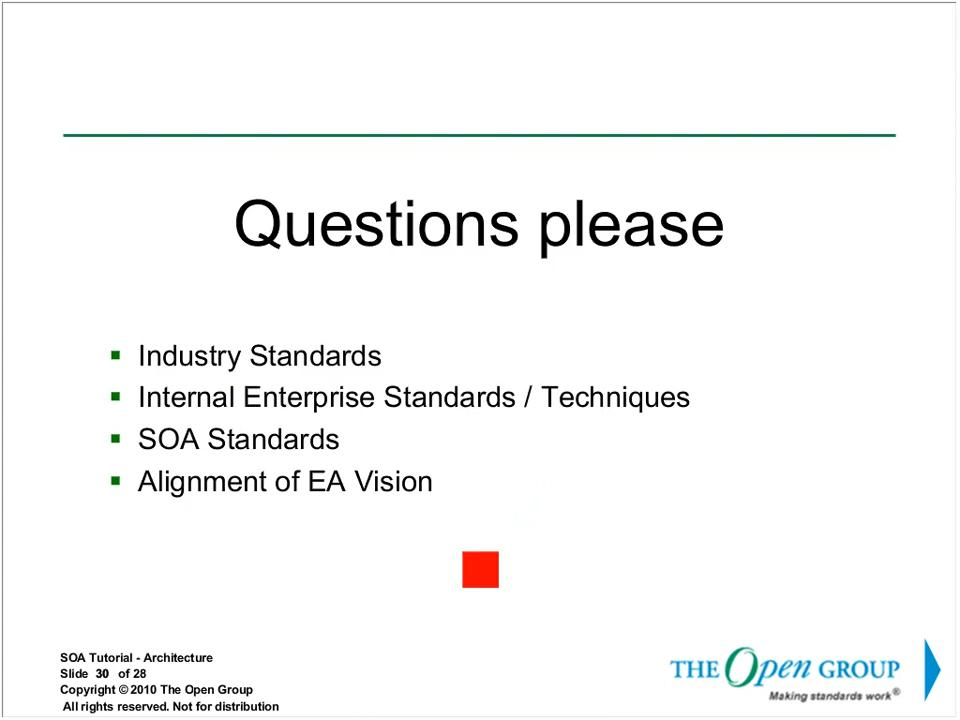 Questions please
Industry Standards
Internal Enterprise Standards / Techniques
SOA Standards
Alignment of EA Vision
SOA Tutorial - Architecture
Slide 30 of 28
Copyright © 2010 The Open Group
All rights reserved. Not for distribution
THE Open GROUP
Making standards work®